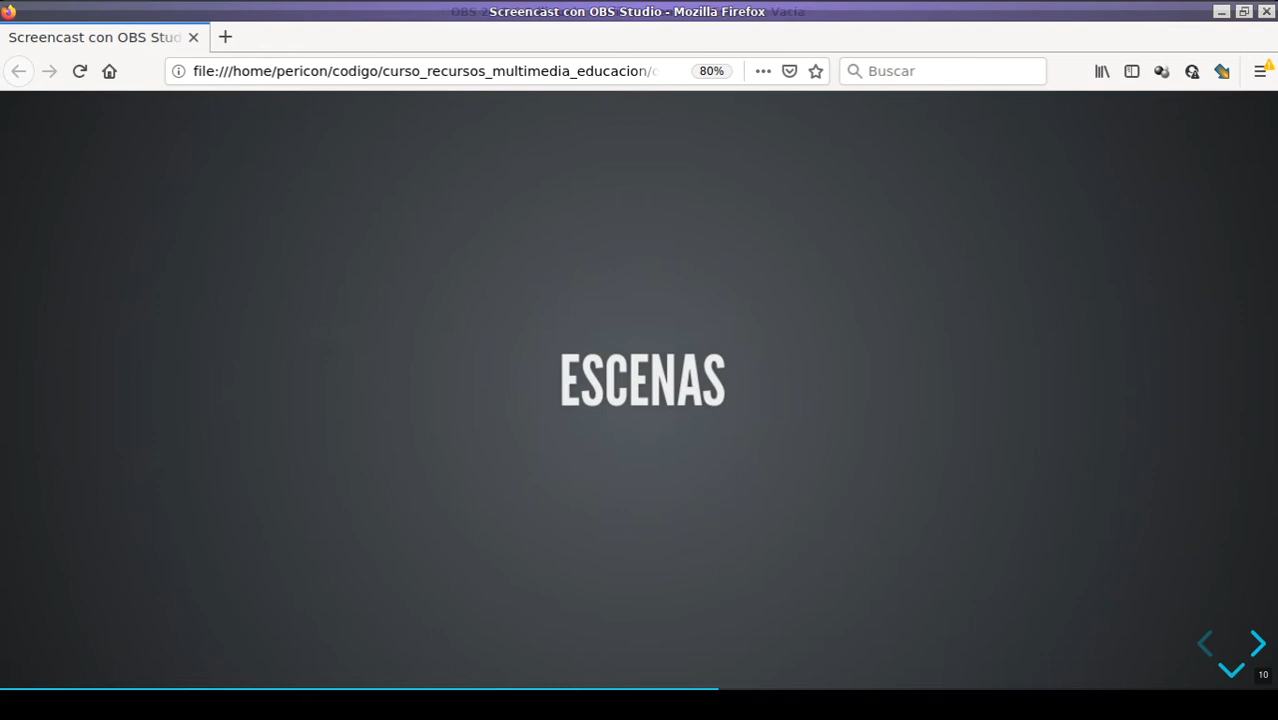 Screencast con OBS Studio - Mozilla Firefox
Screencast con OBS Stud
file:///home/pericon/codigo/curso_recursos_multimedia_educacion/c
80%
Buscar
ESCENAS
10